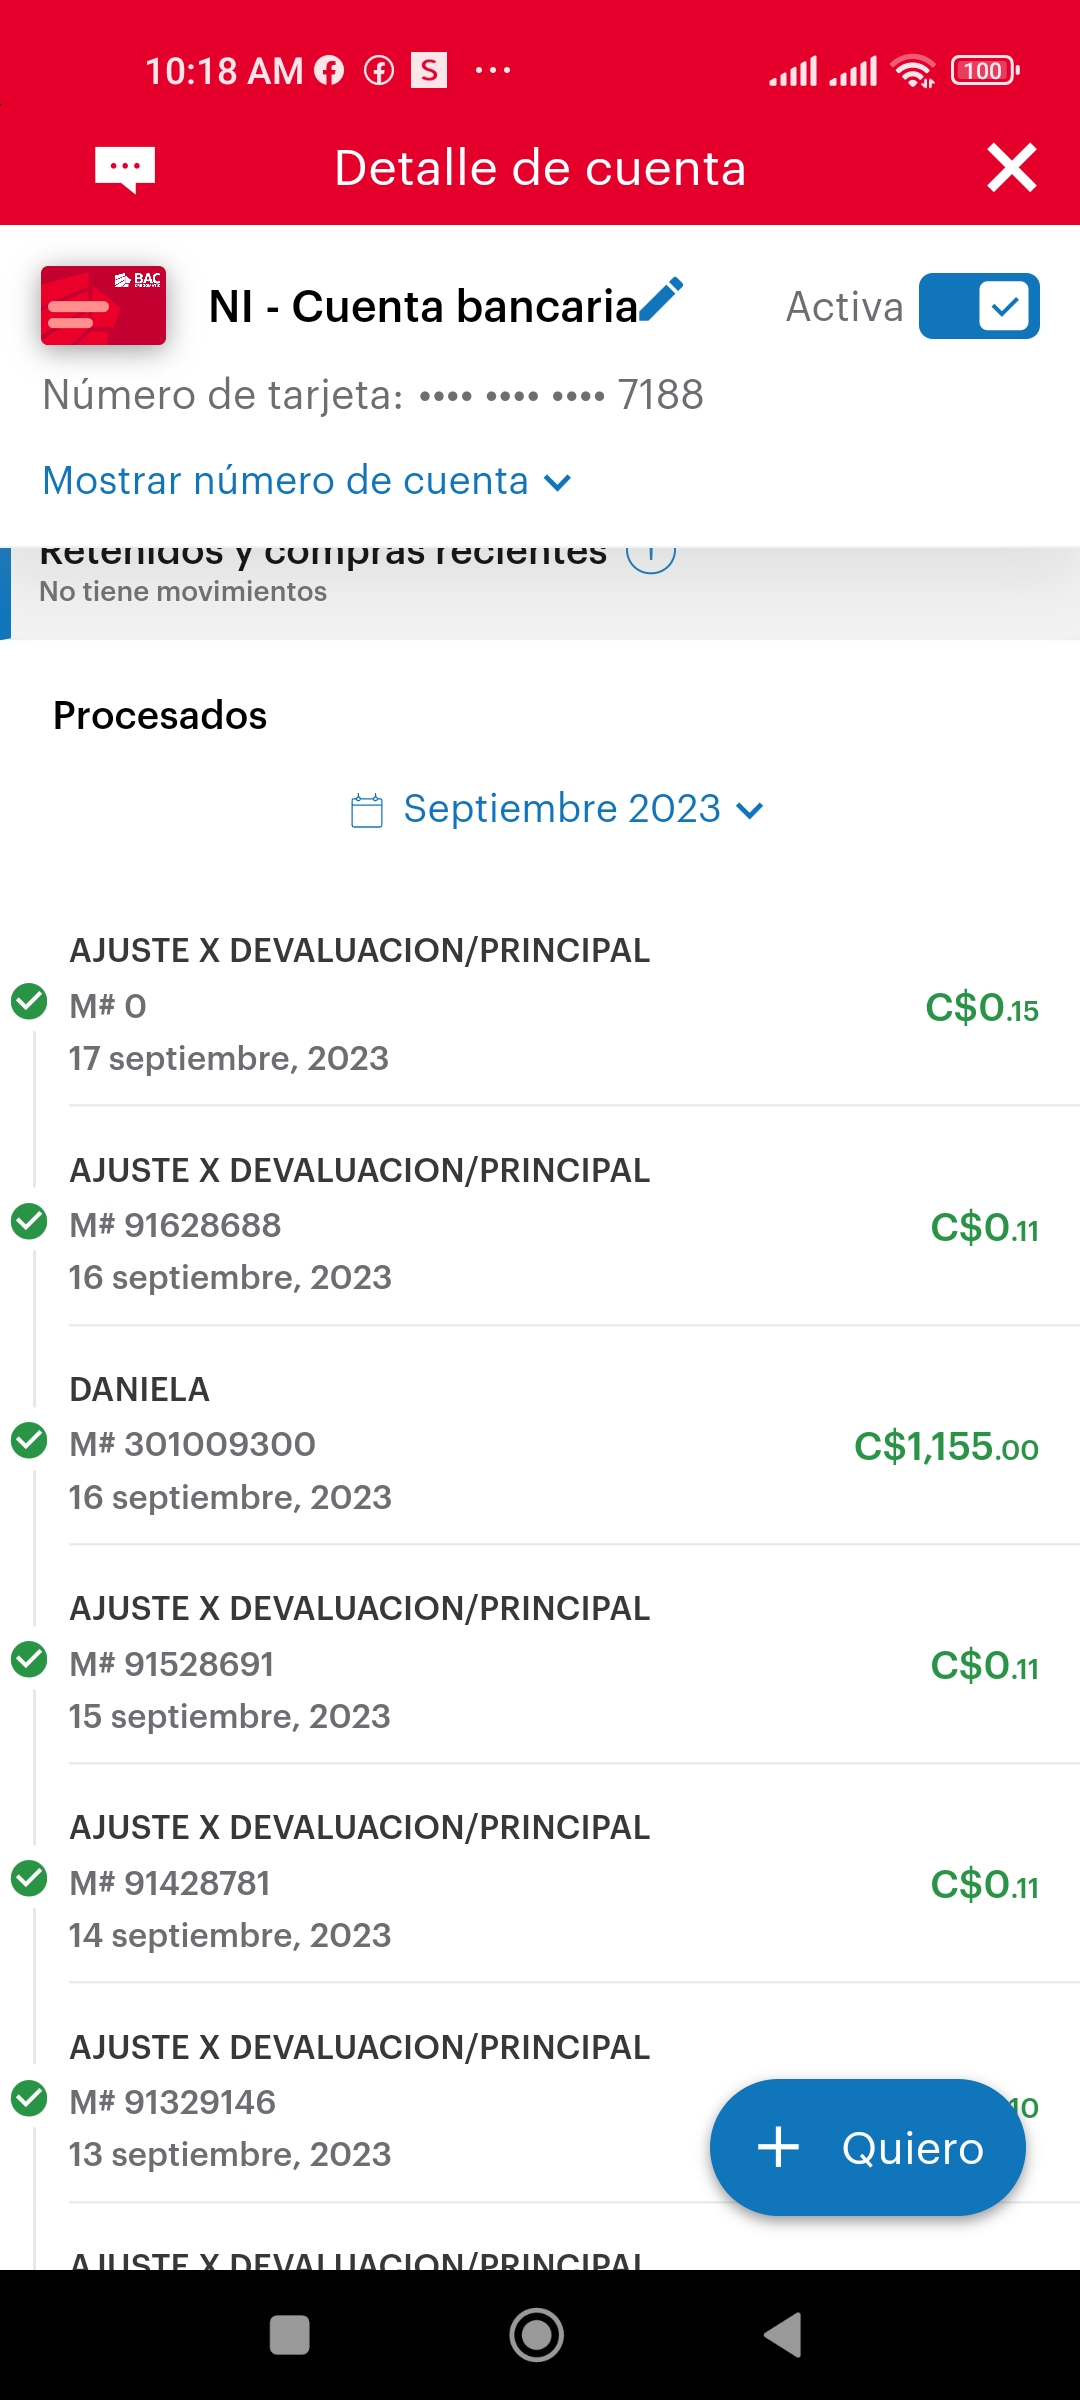 10:18 AM S ...
100
Detalle de cuenta
BAC
NI - Cuenta bancaria
Activa
Número de tarjeta: •••• •••• •••• 7188
Mostrar número de cuenta
Retenidos y compras recientes
No tiene movimientos
Procesados
Septiembre 2023
AJUSTE X DEVALUACION/PRINCIPAL
M# 0
C$0.15
17 septiembre, 2023
AJUSTE X DEVALUACION/PRINCIPAL
M# 91628688
C$0.11
16 septiembre, 2023
DANIELA
M# 301009300
C$1,155.00
16 septiembre, 2023
AJUSTE X DEVALUACION/PRINCIPAL
M# 91528691
C$0.11
15 septiembre, 2023
AJUSTE X DEVALUACION/PRINCIPAL
M# 91428781
C$0.11
14 septiembre, 2023
AJUSTE X DEVALUACION/PRINCIPAL
M# 91329146
10
13 septiembre, 2023
+ Quiero
AJUSTE X DEVALUACION/PRINCIPAL